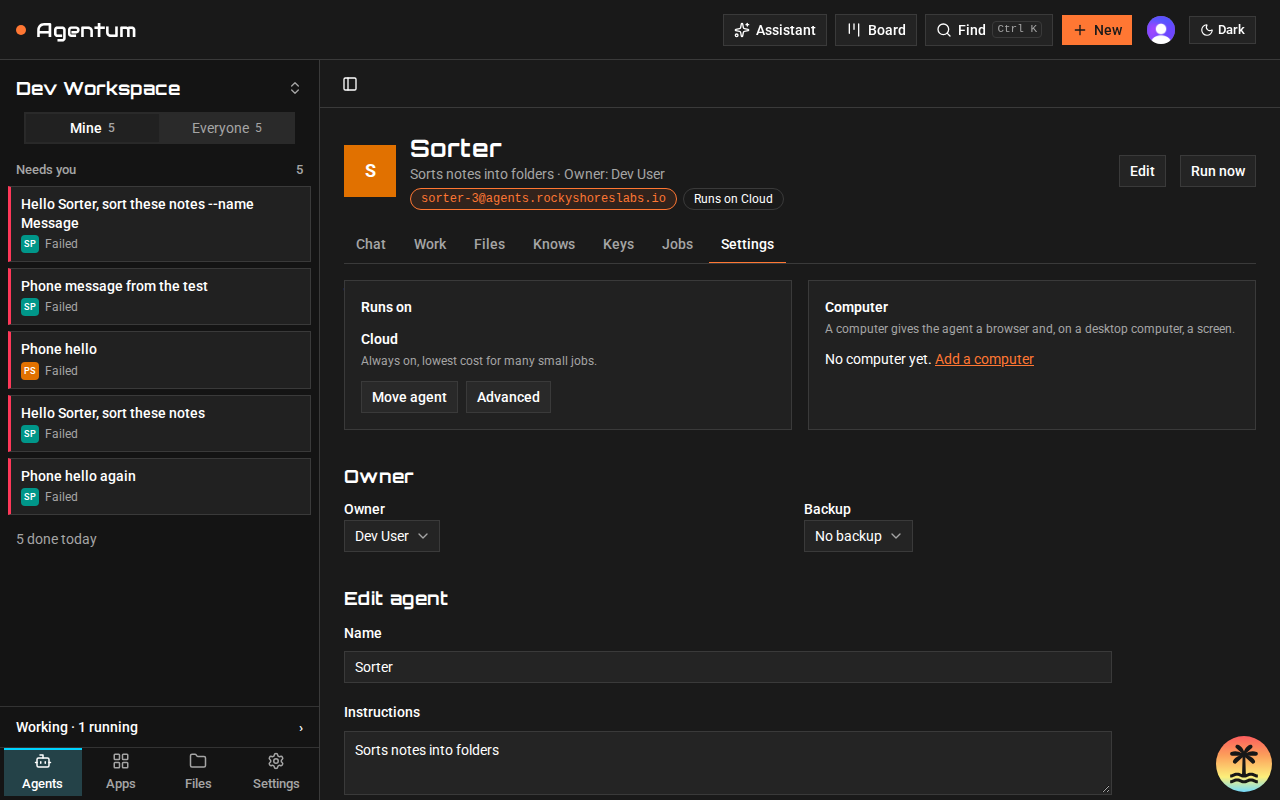 Agentum
Assistant
Board
Find Ctrl K
New
Dark
Dev Workspace
Mine 5
Everyone 5
Needs you 5
Hello Sorter, sort these notes --name
Message
SP Failed
Phone message from the test
SP Failed
Phone hello
PS Failed
Hello Sorter, sort these notes
SP Failed
Phone hello again
SP Failed
5 done today
Working · 1 running ›
Agents
Apps
Files
Settings
S
Sorter
Sorts notes into folders · Owner: Dev User
sorter-3@agents.rockyshoreslabs.io
Runs on Cloud
Edit
Run now
Chat
Work
Files
Knows
Keys
Jobs
Settings
Runs on
Cloud
Always on, lowest cost for many small jobs.
Move agent
Advanced
Computer
A computer gives the agent a browser and, on a desktop computer, a screen.
No computer yet. Add a computer
Owner
Owner
Dev User
Backup
No backup
Edit agent
Name
Sorter
Instructions
Sorts notes into folders